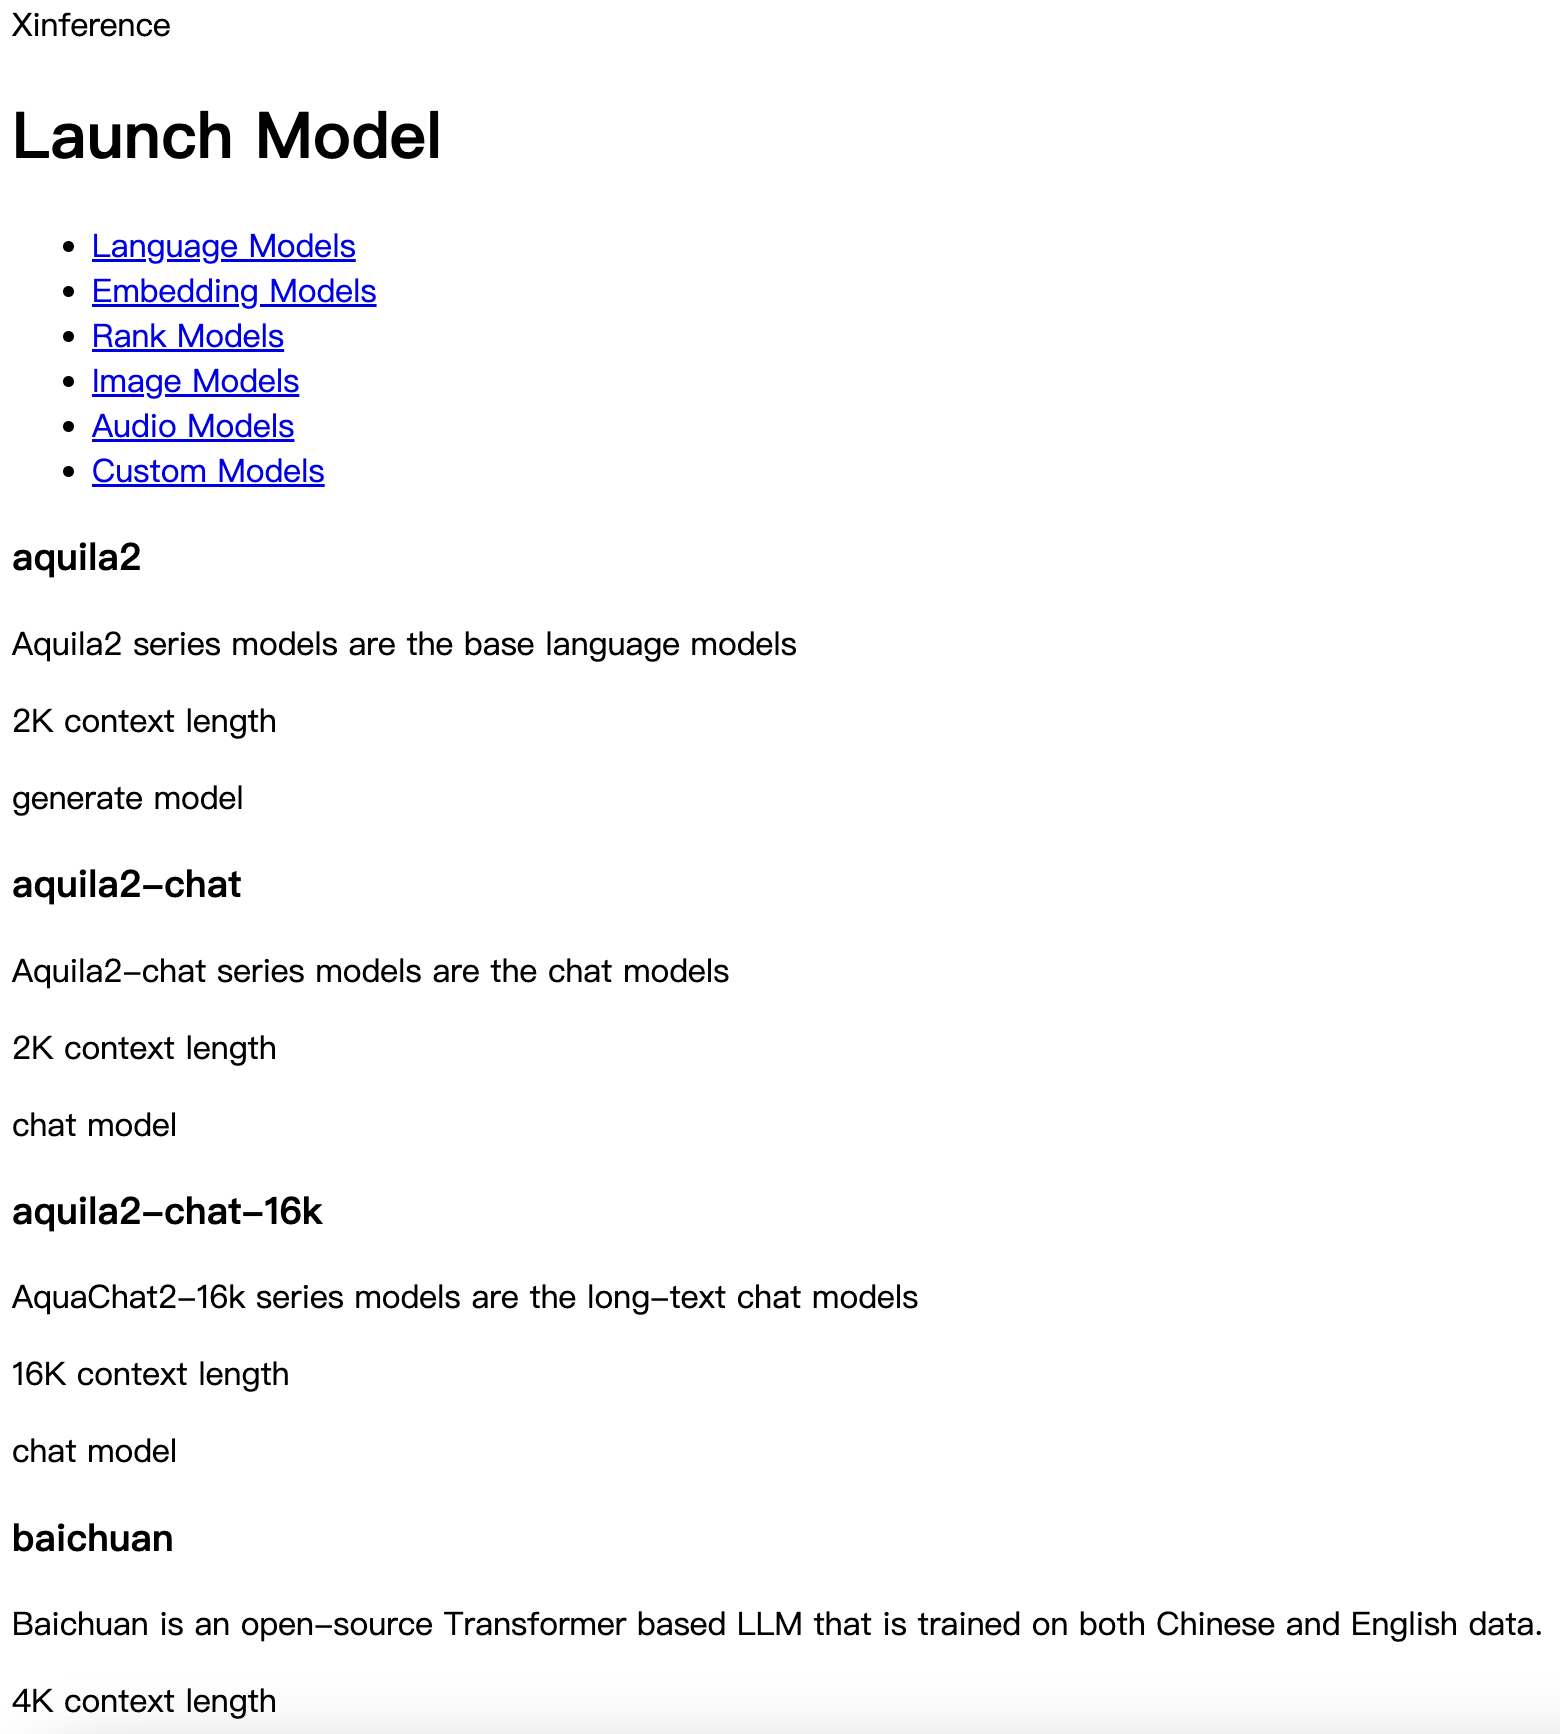 Xinference
Launch Model
Language Models
Embedding Models
Rank Models
Image Models
Audio Models
Custom Models
aquila2
Aquila2 series models are the base language models
2K context length
generate model
aquila2-chat
Aquila2-chat series models are the chat models
2K context length
chat model
aquila2-chat-16k
AquaChat2-16k series models are the long-text chat models
16K context length
chat model
baichuan
Baichuan is an open-source Transformer based LLM that is trained on both Chinese and English data.
4K context length